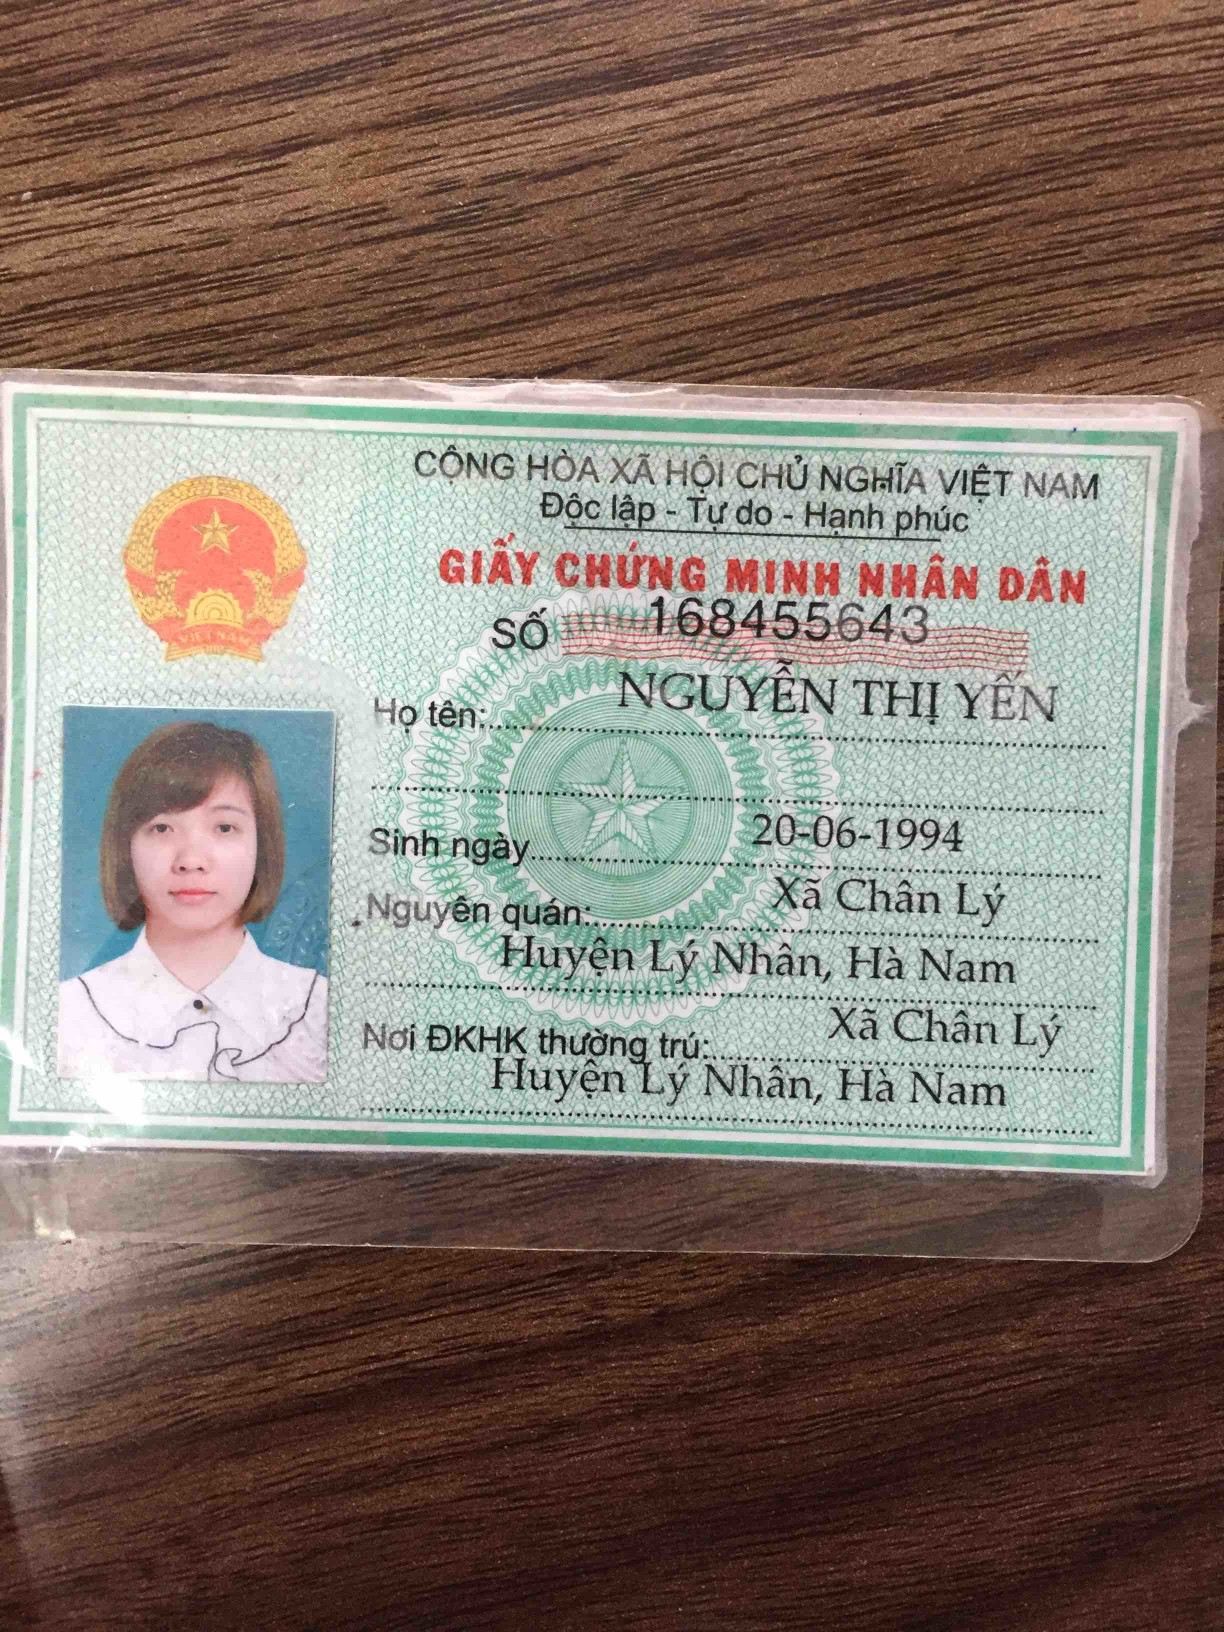 CỘNG HÒA XÃ HỘI CHỦ NGHĨA VIỆT NAM
Độc lập - Tự do - Hạnh phúc
GIẤY CHỨNG MINH NHÂN DÂN
SỐ 168455643
VIỆT NAM
Họ tên: NGUYỄN THỊ YẾN
Sinh ngày 20-06-1994
Nguyên quán: Xã Chân Lý
Huyện Lý Nhân, Hà Nam
Nơi ĐKHK thường trú: Xã Chân Lý
Huyện Lý Nhân, Hà Nam